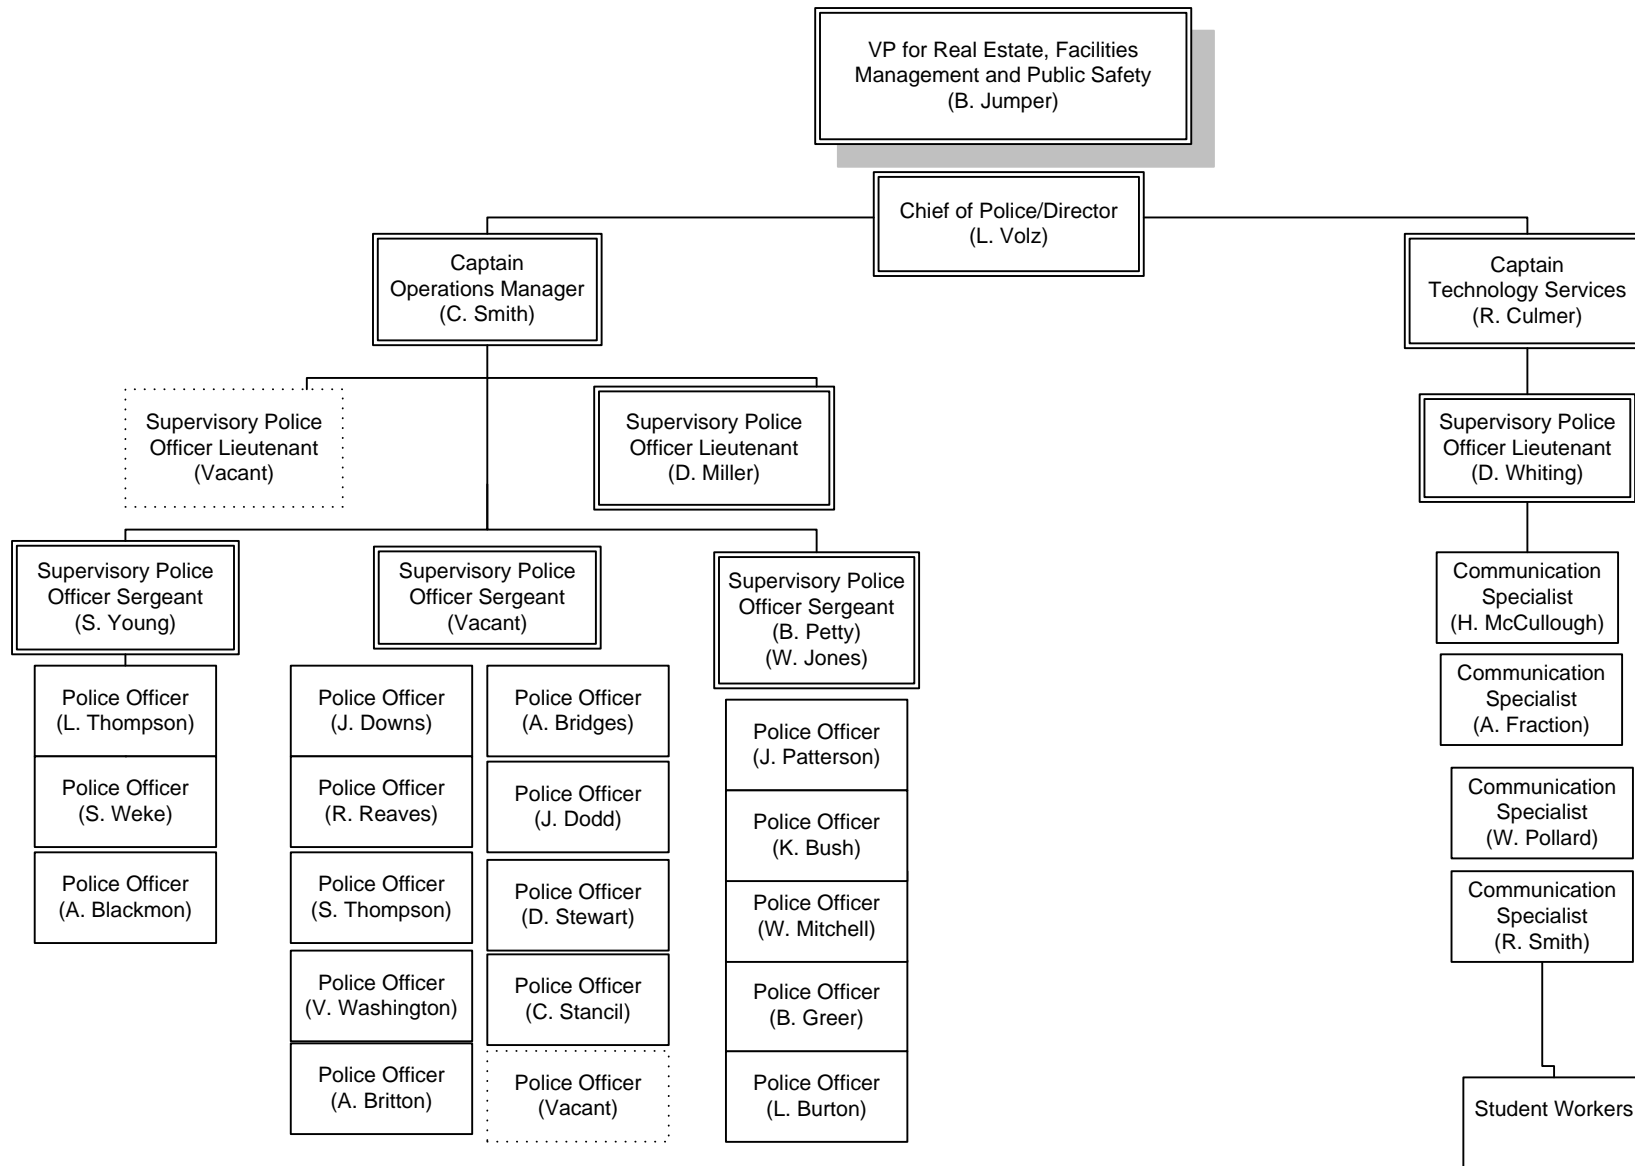 VP for Real Estate, Facilities
Management and Public Safety
(B. Jumper)
Chief of Police/Director
(L. Volz)
Captain
Operations Manager
(C. Smith)
Captain
Technology Services
(R. Culmer)
Supervisory Police
Officer Lieutenant
(Vacant)
Supervisory Police
Officer Lieutenant
(D. Miller)
Supervisory Police
Officer Lieutenant
(D. Whiting)
Supervisory Police
Officer Sergeant
(S. Young)
Supervisory Police
Officer Sergeant
(Vacant)
Supervisory Police
Officer Sergeant
(B. Petty)
(W. Jones)
Communication
Specialist
(H. McCullough)
Communication
Specialist
(A. Fraction)
Communication
Specialist
(W. Pollard)
Communication
Specialist
(R. Smith)
Student Workers
Police Officer
(L. Thompson)
Police Officer
(S. Weke)
Police Officer
(A. Blackmon)
Police Officer
(J. Downs)
Police Officer
(R. Reaves)
Police Officer
(S. Thompson)
Police Officer
(V. Washington)
Police Officer
(A. Britton)
Police Officer
(A. Bridges)
Police Officer
(J. Dodd)
Police Officer
(D. Stewart)
Police Officer
(C. Stancil)
Police Officer
(Vacant)
Police Officer
(J. Patterson)
Police Officer
(K. Bush)
Police Officer
(W. Mitchell)
Police Officer
(B. Greer)
Police Officer
(L. Burton)